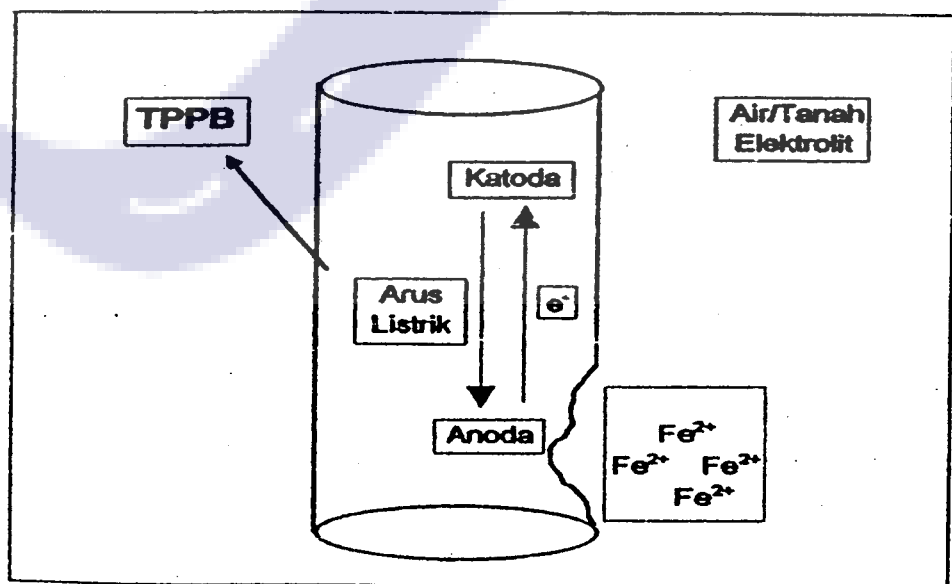 TPPB
Air/Tanah
Elektrolit
Katoda
Arus
Listrik
e⁻
Anoda
Fe²⁺
Fe²⁺ Fe²⁺
Fe²⁺